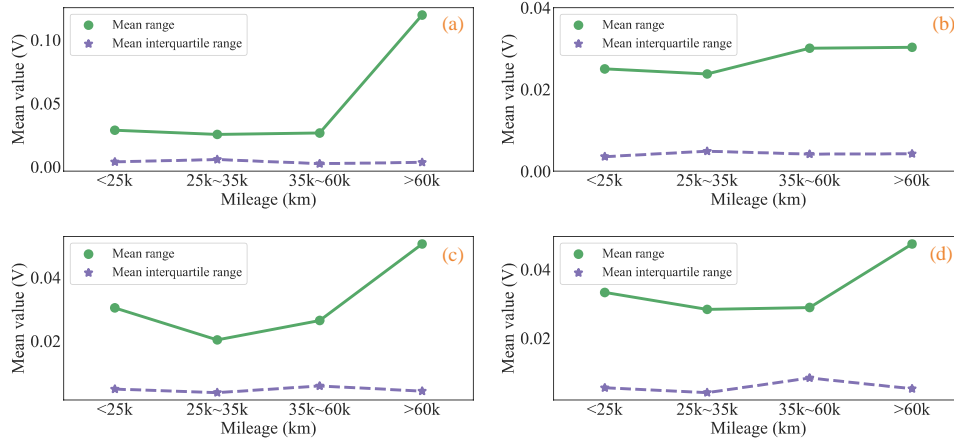 Mean range
Mean interquartile range
(a)
Mean value (V)
0.10
0.05
0.00
<25k
25k~35k
35k~60k
>60k
Mileage (km)
Mean range
Mean interquartile range
(b)
Mean value (V)
0.04
0.02
0.00
<25k
25k~35k
35k~60k
>60k
Mileage (km)
Mean range
Mean interquartile range
(c)
Mean value (V)
0.04
0.02
<25k
25k~35k
35k~60k
>60k
Mileage (km)
Mean range
Mean interquartile range
(d)
Mean value (V)
0.04
0.02
<25k
25k~35k
35k~60k
>60k
Mileage (km)